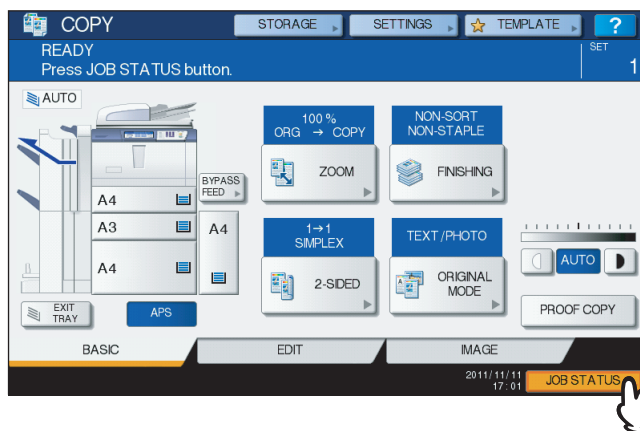 COPY
STORAGE
SETTINGS
TEMPLATE
?
READY
Press JOB STATUS button.
SET
1
AUTO
100 %
ORG → COPY
NON-SORT
NON-STAPLE
ZOOM
FINISHING
BYPASS
FEED
A4
A3
A4
A4
1→1
SIMPLEX
TEXT/PHOTO
2-SIDED
ORIGINAL
MODE
AUTO
EXIT
TRAY
APS
PROOF COPY
BASIC
EDIT
IMAGE
2011/11/11
17:01
JOB STATUS